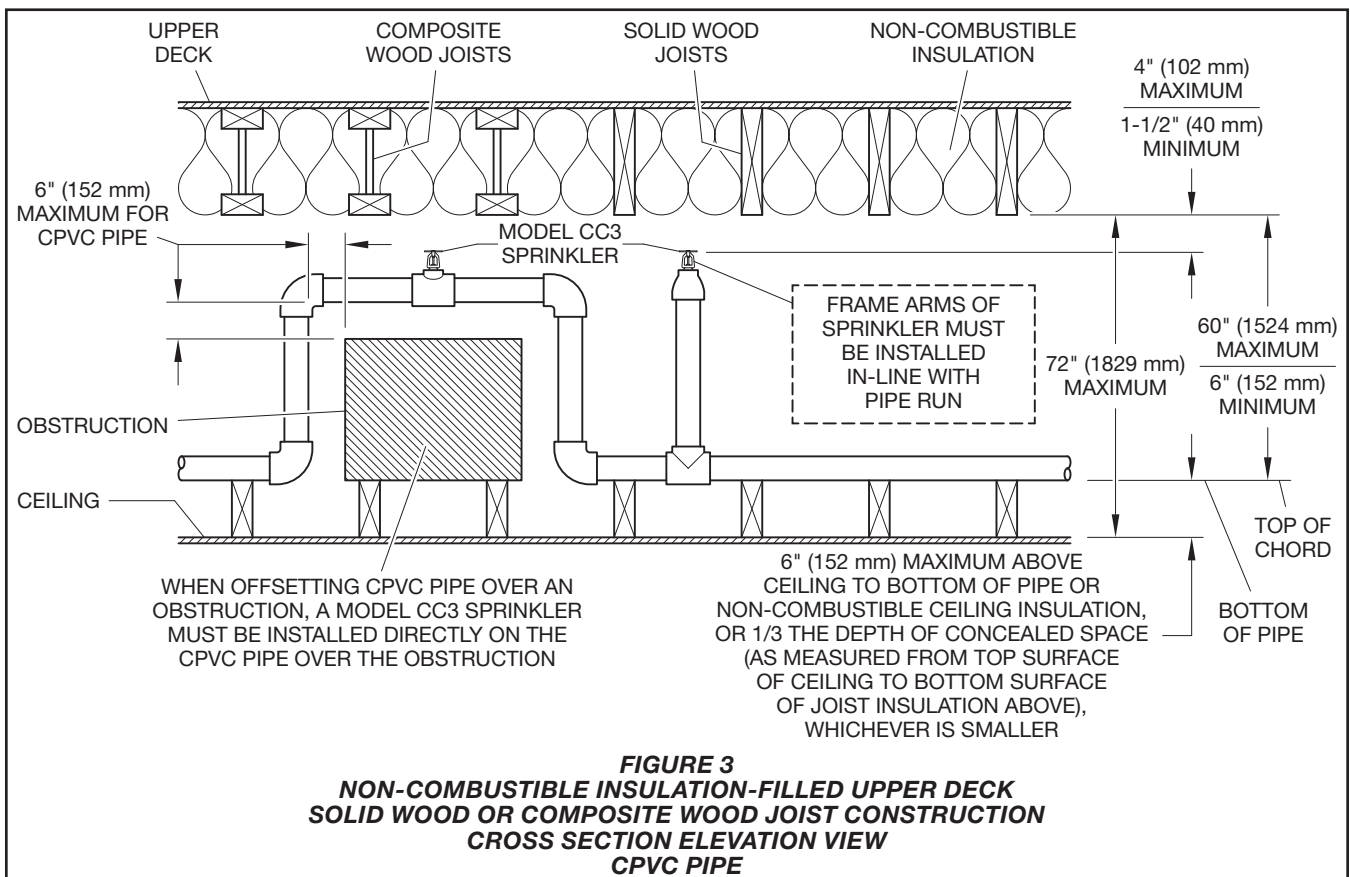 UPPER
DECK
COMPOSITE
WOOD JOISTS
SOLID WOOD
JOISTS
NON-COMBUSTIBLE
INSULATION
4" (102 mm)
MAXIMUM
1-1/2" (40 mm)
MINIMUM
6" (152 mm)
MAXIMUM FOR
CPVC PIPE
MODEL CC3
SPRINKLER
FRAME ARMS OF
SPRINKLER MUST
BE INSTALLED
IN-LINE WITH
PIPE RUN
72" (1829 mm)
MAXIMUM
60" (1524 mm)
MAXIMUM
6" (152 mm)
MINIMUM
OBSTRUCTION
CEILING
TOP OF
CHORD
BOTTOM
OF PIPE
WHEN OFFSETTING CPVC PIPE OVER AN
OBSTRUCTION, A MODEL CC3 SPRINKLER
MUST BE INSTALLED DIRECTLY ON THE
CPVC PIPE OVER THE OBSTRUCTION
6" (152 mm) MAXIMUM ABOVE
CEILING TO BOTTOM OF PIPE OR
NON-COMBUSTIBLE CEILING INSULATION,
OR 1/3 THE DEPTH OF CONCEALED SPACE
(AS MEASURED FROM TOP SURFACE
OF CEILING TO BOTTOM SURFACE
OF JOIST INSULATION ABOVE),
WHICHEVER IS SMALLER
FIGURE 3
NON-COMBUSTIBLE INSULATION-FILLED UPPER DECK
SOLID WOOD OR COMPOSITE WOOD JOIST CONSTRUCTION
CROSS SECTION ELEVATION VIEW
CPVC PIPE